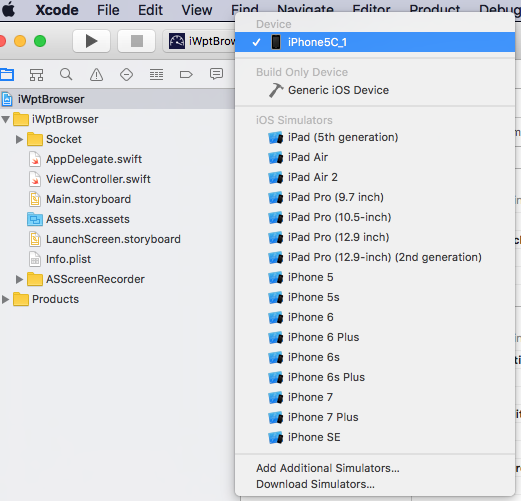 Xcode File Edit View Find Navigate Editor Product Debug
iWptBrowser
Device
iPhone5C_1
Build Only Device
Generic iOS Device
iOS Simulators
iPad (5th generation)
iPad Air
iPad Air 2
iPad Pro (9.7 inch)
iPad Pro (10.5-inch)
iPad Pro (12.9 inch)
iPad Pro (12.9-inch) (2nd generation)
iPhone 5
iPhone 5s
iPhone 6
iPhone 6 Plus
iPhone 6s
iPhone 6s Plus
iPhone 7
iPhone 7 Plus
iPhone SE
Add Additional Simulators...
Download Simulators...
iWptBrowser
iWptBrowser
Socket
AppDelegate.swift
ViewController.swift
Main.storyboard
Assets.xcassets
LaunchScreen.storyboard
Info.plist
ASScreenRecorder
Products